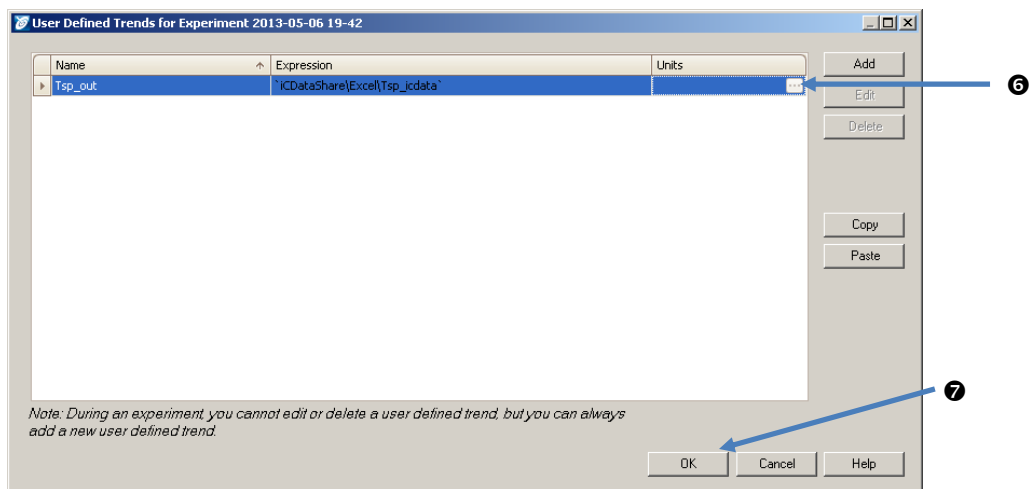 User Defined Trends for Experiment 2013-05-06 19-42
Name Expression Units
Tsp_out `iCDataShare\Excel\Tsp_icdata` ...
Add
Edit
Delete
Copy
Paste
❻
❼
Note: During an experiment, you cannot edit or delete a user defined trend, but you can always
add a new user defined trend.
OK Cancel Help